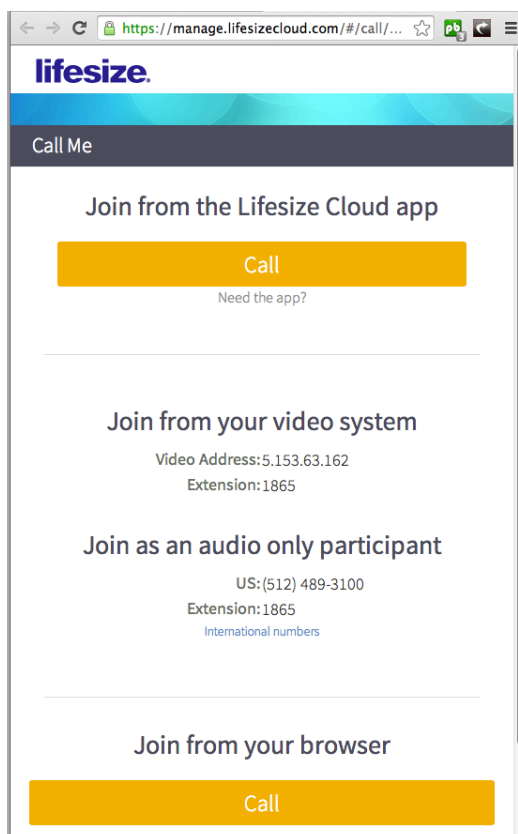 https://manage.lifesizecloud.com/#/call/...
pb
3
lifesize.
Call Me
Join from the Lifesize Cloud app
Call
Need the app?
Join from your video system
Video Address: 5.153.63.162
Extension: 1865
Join as an audio only participant
US: (512) 489-3100
Extension: 1865
International numbers
Join from your browser
Call